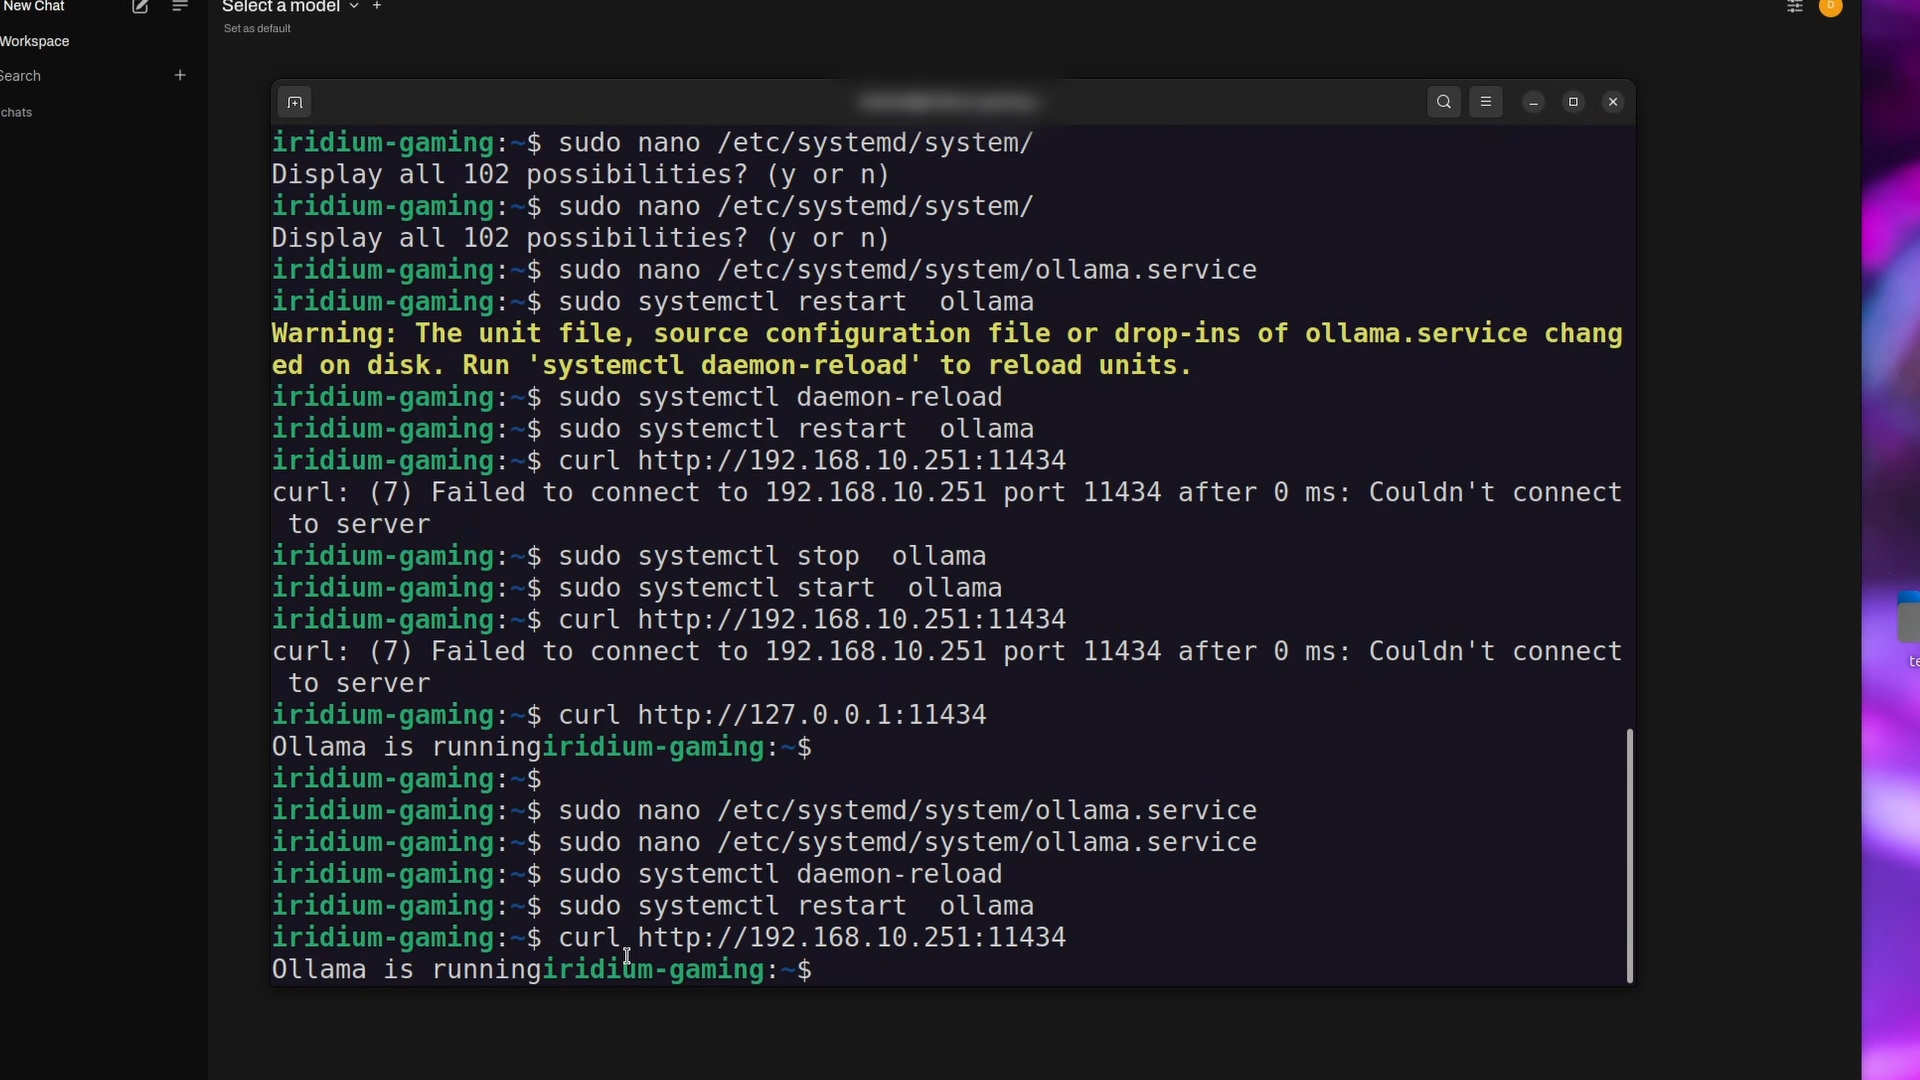 New Chat
Select a model
D
Set as default
Workspace
Search
chats
iridium-gaming:~$ sudo nano /etc/systemd/system/
Display all 102 possibilities? (y or n)
iridium-gaming:~$ sudo nano /etc/systemd/system/
Display all 102 possibilities? (y or n)
iridium-gaming:~$ sudo nano /etc/systemd/system/ollama.service
iridium-gaming:~$ sudo systemctl restart  ollama
Warning: The unit file, source configuration file or drop-ins of ollama.service chang
ed on disk. Run 'systemctl daemon-reload' to reload units.
iridium-gaming:~$ sudo systemctl daemon-reload
iridium-gaming:~$ sudo systemctl restart  ollama
iridium-gaming:~$ curl http://192.168.10.251:11434
curl: (7) Failed to connect to 192.168.10.251 port 11434 after 0 ms: Couldn't connect
 to server
iridium-gaming:~$ sudo systemctl stop  ollama
iridium-gaming:~$ sudo systemctl start  ollama
iridium-gaming:~$ curl http://192.168.10.251:11434
curl: (7) Failed to connect to 192.168.10.251 port 11434 after 0 ms: Couldn't connect
 to server
iridium-gaming:~$ curl http://127.0.0.1:11434
Ollama is runningiridium-gaming:~$
iridium-gaming:~$
iridium-gaming:~$ sudo nano /etc/systemd/system/ollama.service
iridium-gaming:~$ sudo nano /etc/systemd/system/ollama.service
iridium-gaming:~$ sudo systemctl daemon-reload
iridium-gaming:~$ sudo systemctl restart  ollama
iridium-gaming:~$ curl http://192.168.10.251:11434
Ollama is runningiridium-gaming:~$
te